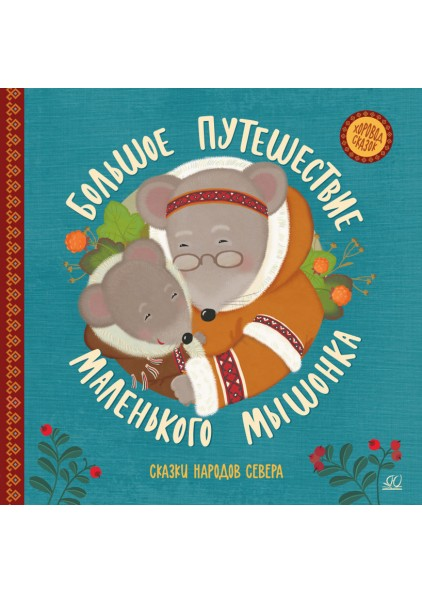 БОЛЬШОЕ ПУТЕШЕСТВИЕ
МАЛЕНЬКОГО МЫШОНКА
ХОРОВОД
СКАЗОК
СКАЗКИ НАРОДОВ СЕВЕРА